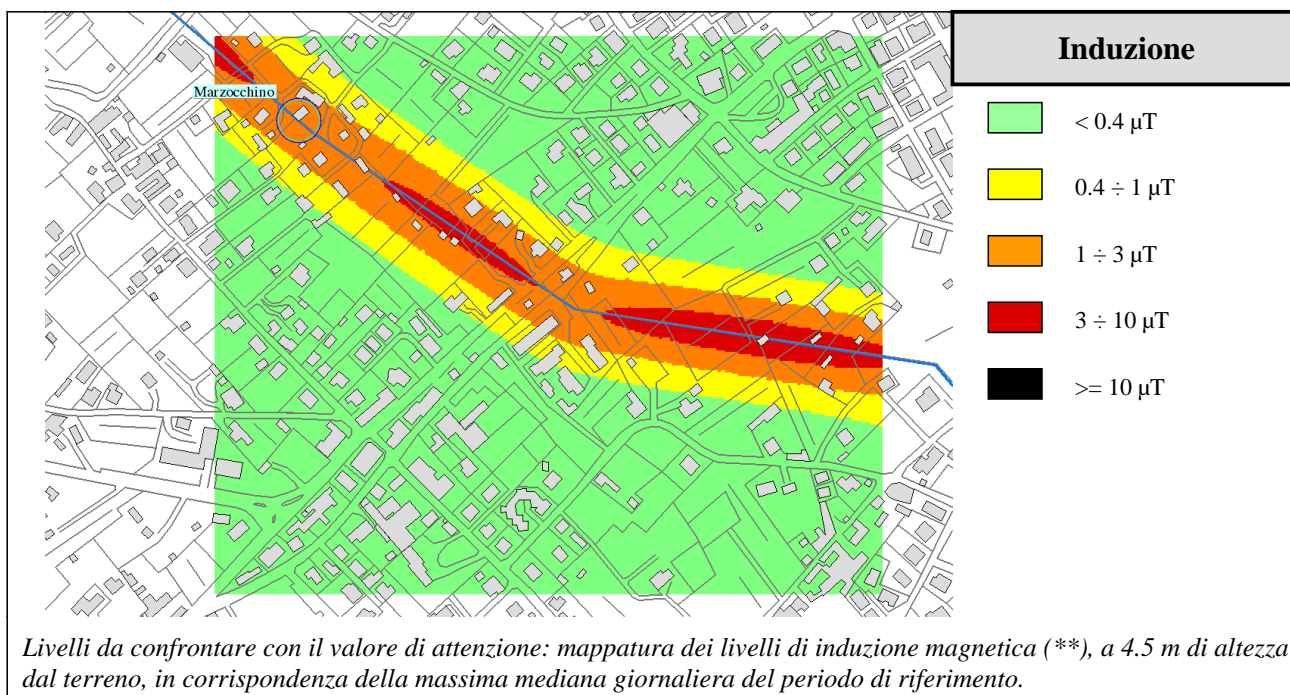 Induzione
Marzocchino
< 0.4 µT
0.4 ÷ 1 µT
1 ÷ 3 µT
3 ÷ 10 µT
>= 10 µT
Livelli da confrontare con il valore di attenzione: mappatura dei livelli di induzione magnetica (**), a 4.5 m di altezza
dal terreno, in corrispondenza della massima mediana giornaliera del periodo di riferimento.